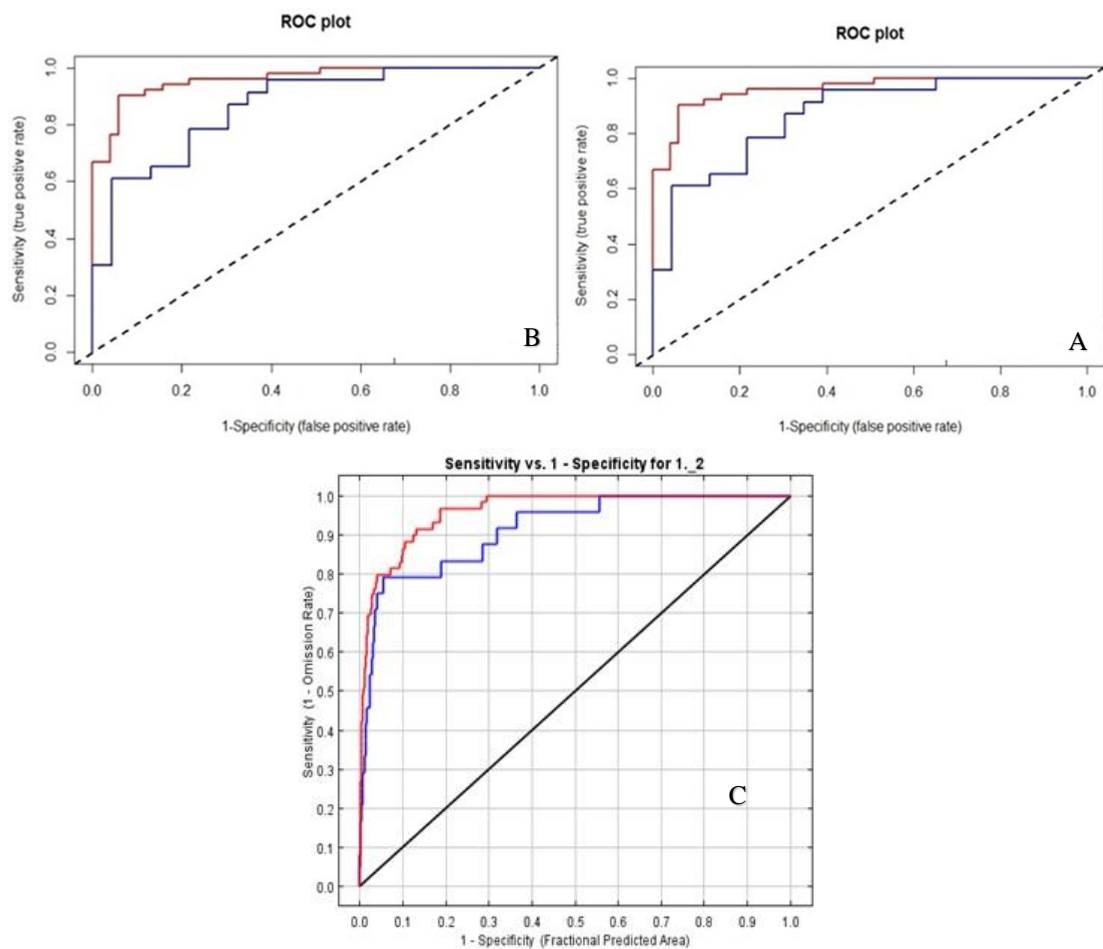 ROC plot
Sensitivity (true positive rate)
1.0
0.8
0.6
0.4
0.2
0.0
B
0.0 0.2 0.4 0.6 0.8 1.0
1-Specificity (false positive rate)
ROC plot
Sensitivity (true positive rate)
1.0
0.8
0.6
0.4
0.2
0.0
A
0.0 0.2 0.4 0.6 0.8 1.0
1-Specificity (false positive rate)
Sensitivity vs. 1 - Specificity for 1._2
Sensitivity (1 - Omission Rate)
1.0
0.9
0.8
0.7
0.6
0.5
0.4
0.3
0.2
0.1
0.0
C
0.0 0.1 0.2 0.3 0.4 0.5 0.6 0.7 0.8 0.9 1.0
1 - Specificity (Fractional Predicted Area)